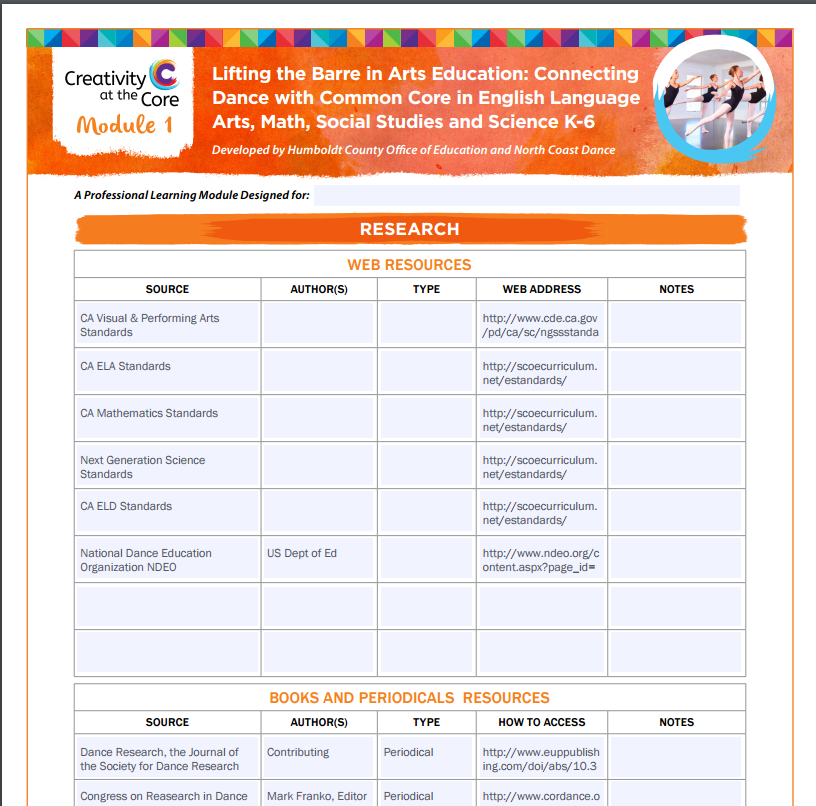 Creativity
at the Core
Module 1
Lifting the Barre in Arts Education: Connecting
Dance with Common Core in English Language
Arts, Math, Social Studies and Science K-6
Developed by Humboldt County Office of Education and North Coast Dance
A Professional Learning Module Designed for:
RESEARCH
WEB RESOURCES
SOURCE AUTHOR(S) TYPE WEB ADDRESS NOTES
CA Visual & Performing Arts http://www.cde.ca.gov
Standards /pd/ca/sc/ngssstanda
CA ELA Standards http://scoecurriculum.
net/estandards/
CA Mathematics Standards http://scoecurriculum.
net/estandards/
Next Generation Science http://scoecurriculum.
Standards net/estandards/
CA ELD Standards http://scoecurriculum.
net/estandards/
National Dance Education US Dept of Ed http://www.ndeo.org/c
Organization NDEO ontent.aspx?page_id=
BOOKS AND PERIODICALS RESOURCES
SOURCE AUTHOR(S) TYPE HOW TO ACCESS NOTES
Dance Research, the Journal of Contributing Periodical http://www.euppublish
the Society for Dance Research ing.com/doi/abs/10.3
Congress on Reasearch in Dance Mark Franko, Editor Periodical http://www.cordance.o